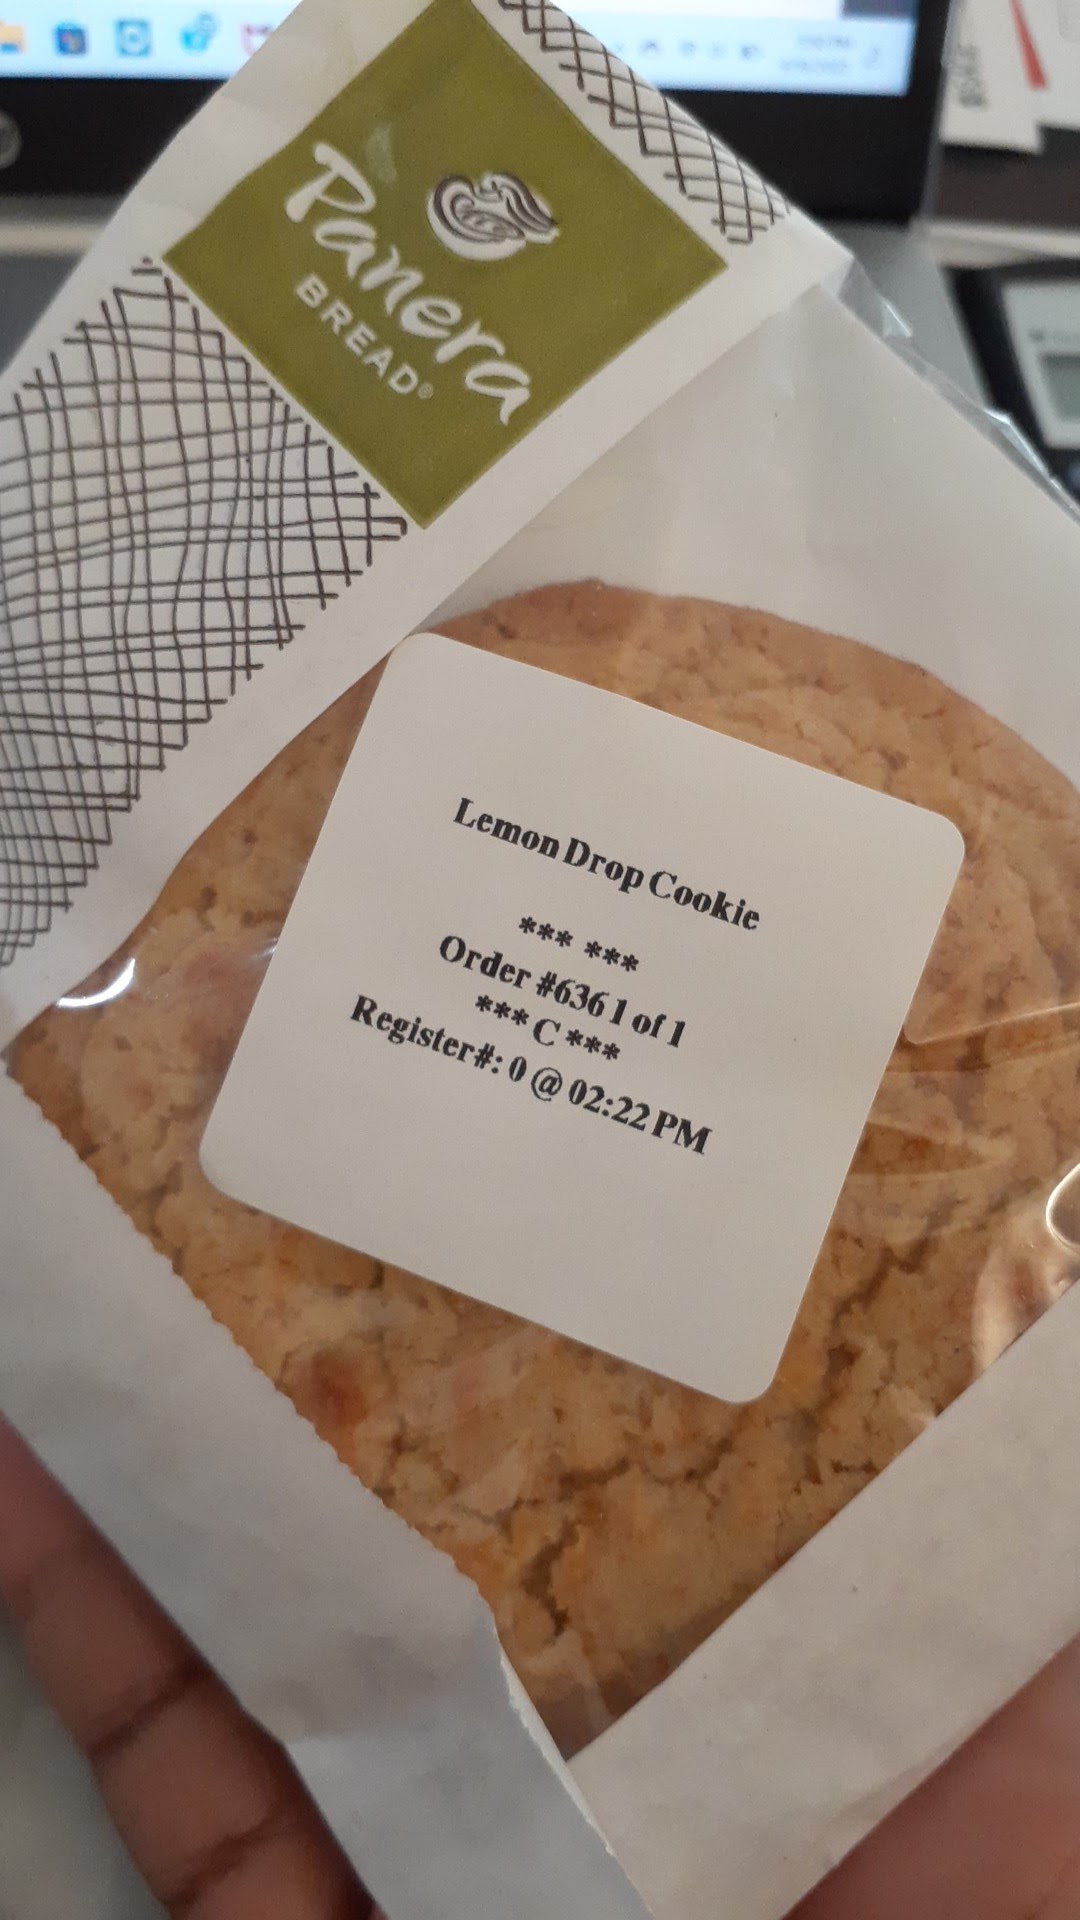 Panera
BREAD®
Lemon Drop Cookie
*** ***
Order #636 1 of 1
*** C ***
Register#: 0 @ 02:22 PM